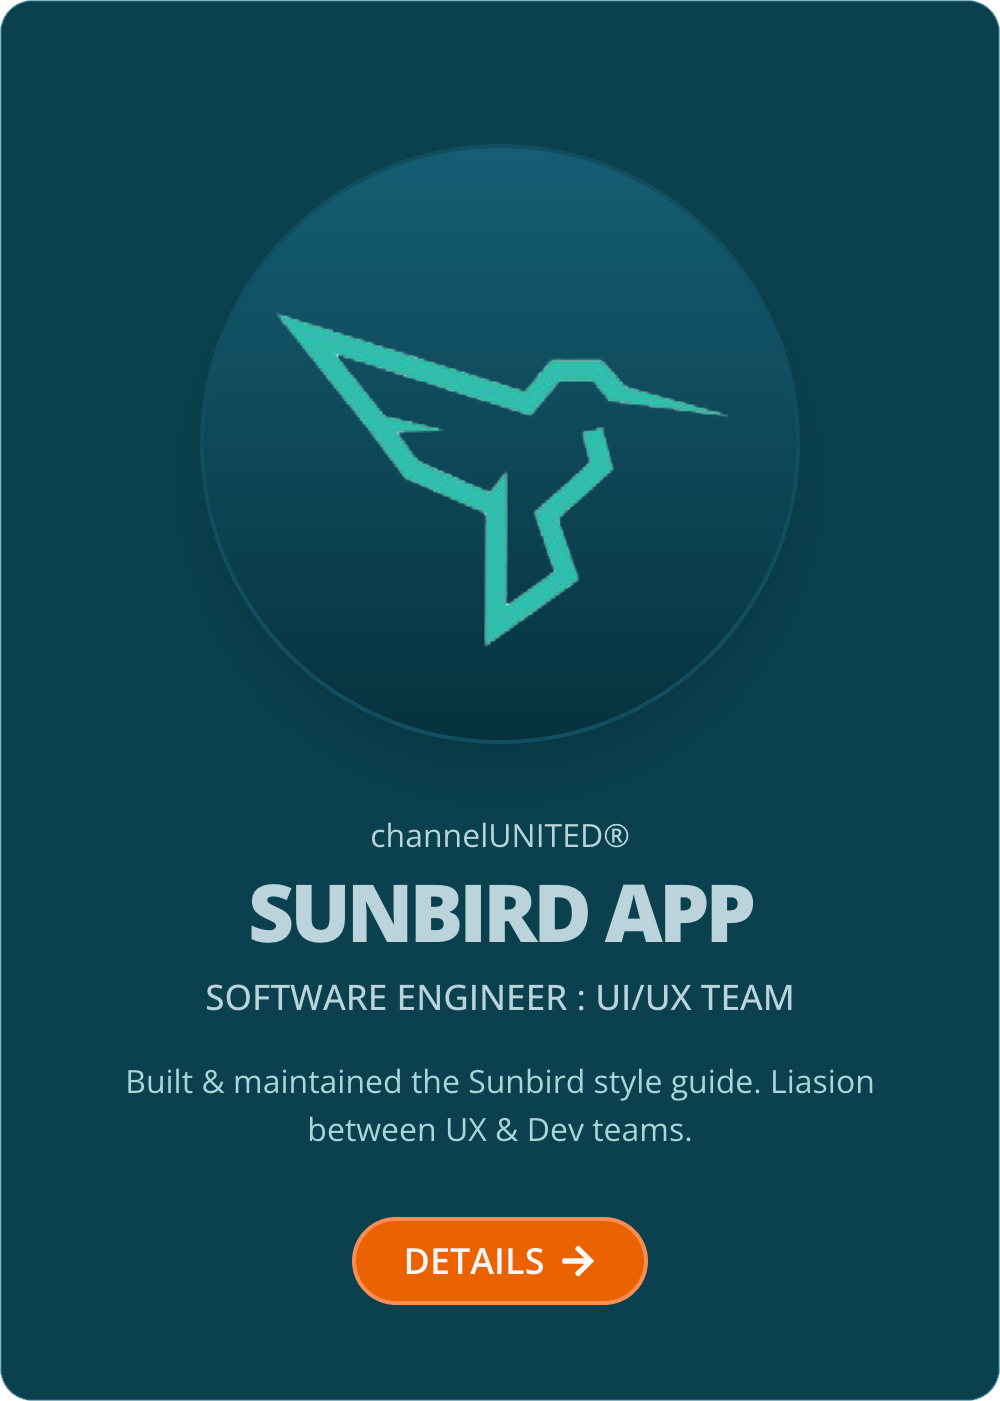 channelUNITED®
SUNBIRD APP
SOFTWARE ENGINEER : UI/UX TEAM
Built & maintained the Sunbird style guide. Liasion
between UX & Dev teams.
DETAILS →